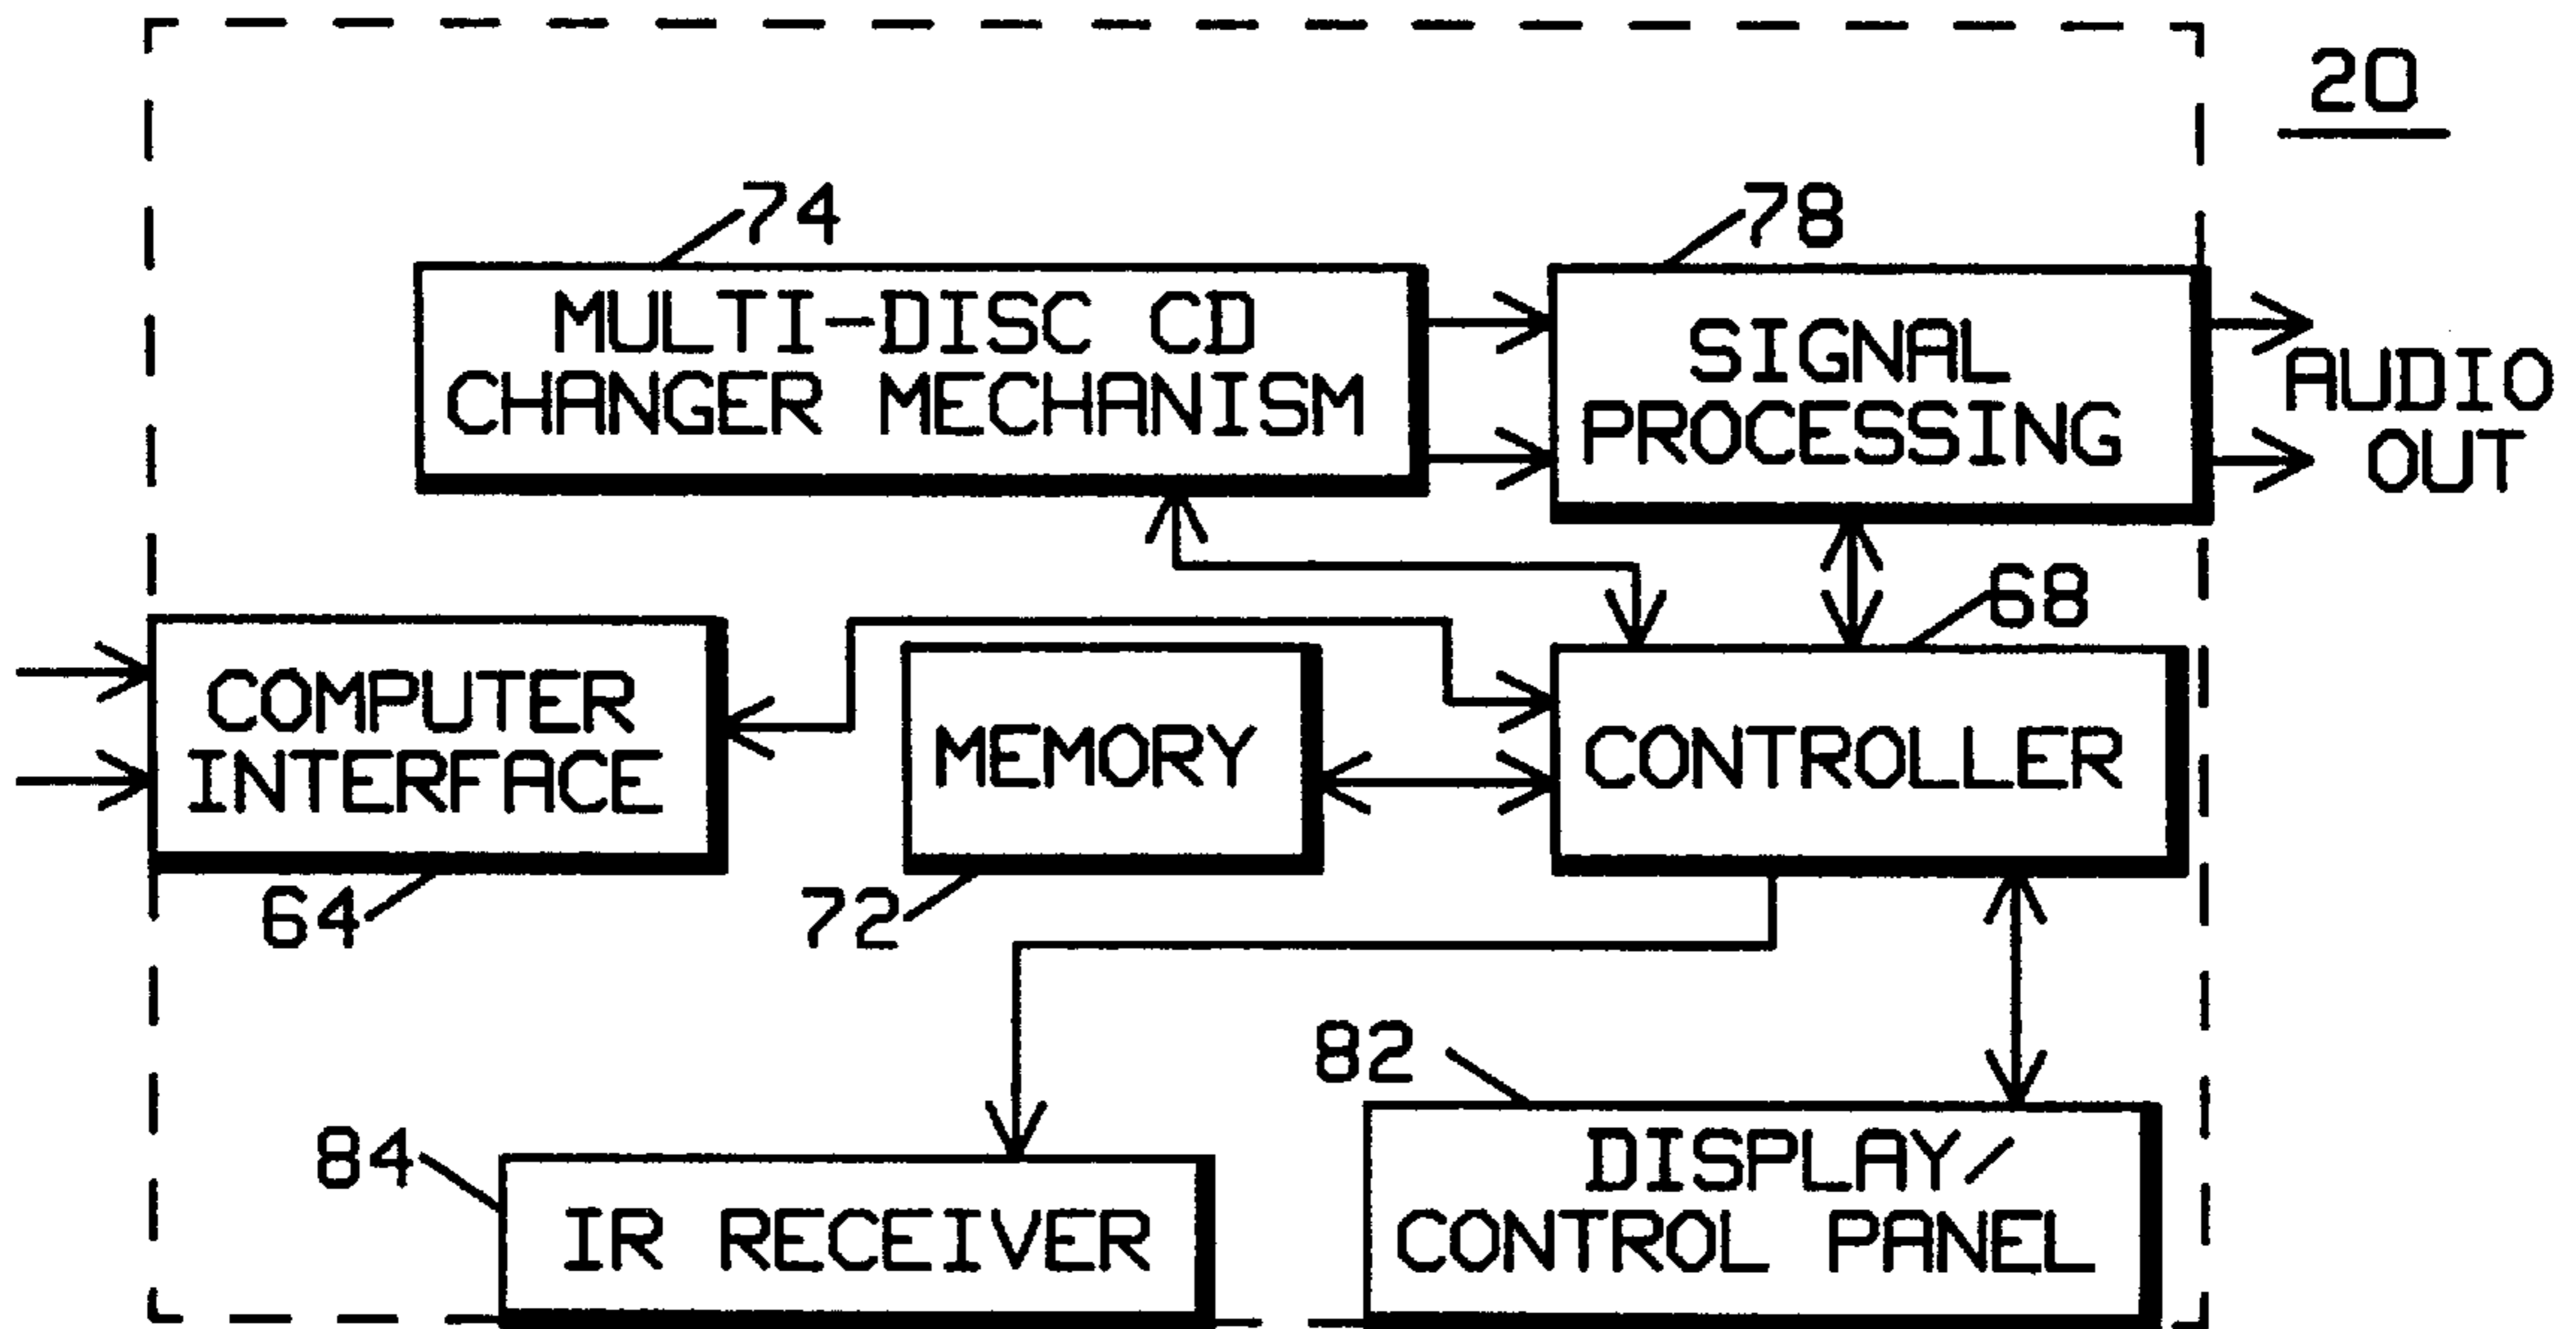 20
74
78
MULTI-DISC CD
CHANGER MECHANISM
SIGNAL
PROCESSING
AUDIO
OUT
68
COMPUTER
INTERFACE
MEMORY
CONTROLLER
64
72
82
84
IR RECEIVER
DISPLAY/
CONTROL PANEL